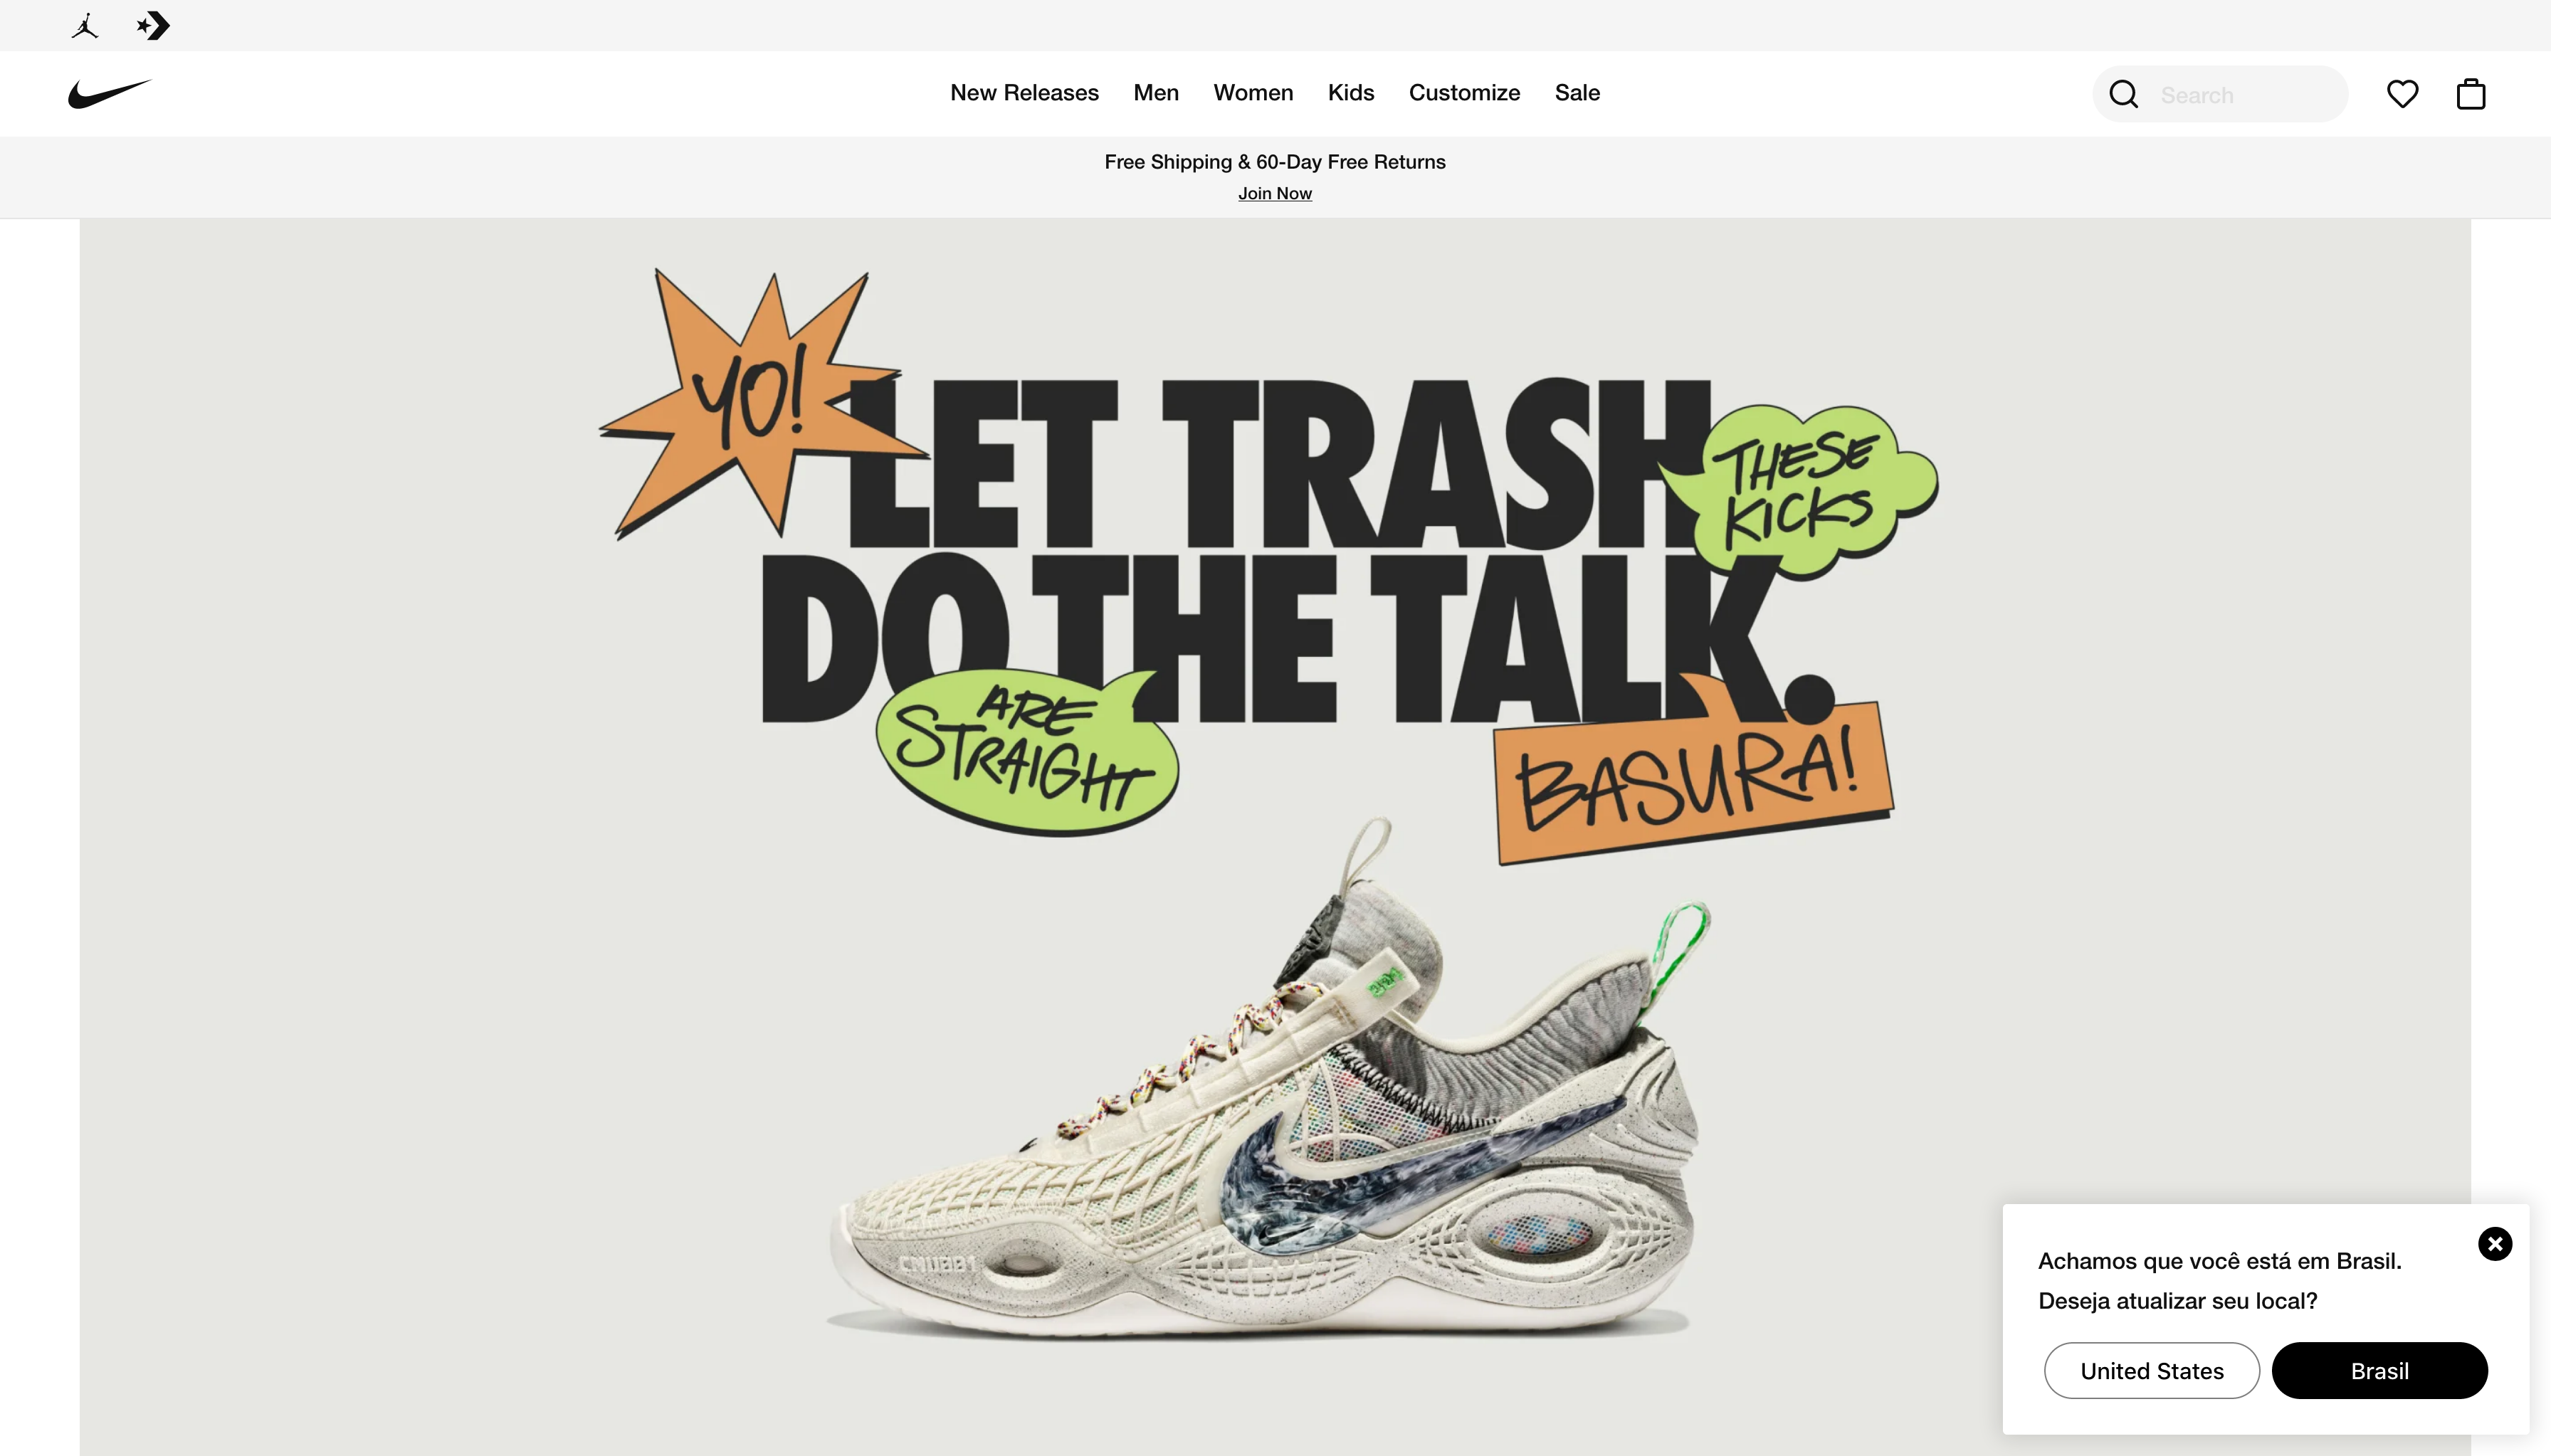 New Releases
Men
Women
Kids
Customize
Sale
Search
Free Shipping & 60-Day Free Returns
Join Now
YO!
LET TRASH
THESE
KICKS
DO THE TALK.
ARE
STRAIGHT
BASURA!
Achamos que você está em Brasil.
Deseja atualizar seu local?
United States
Brasil